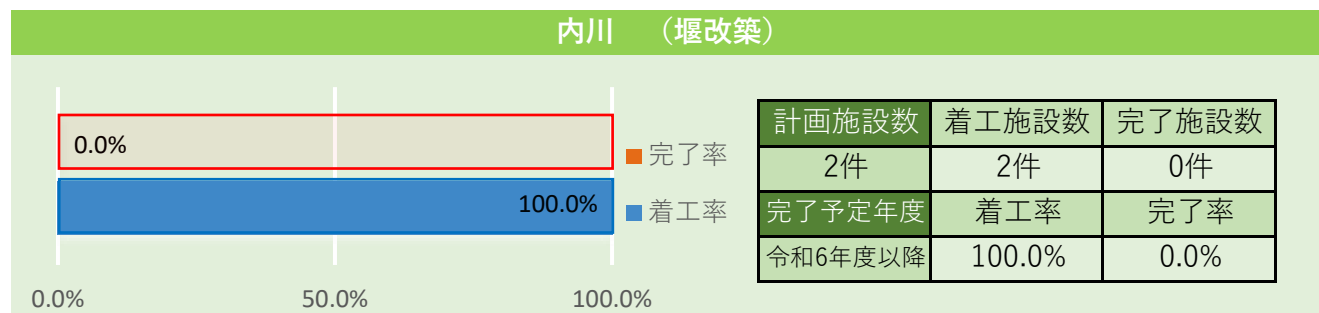 内川　（堰改築）
0.0%
完了率
100.0%
着工率
0.0% 50.0% 100.0%
計画施設数 着工施設数 完了施設数
2件 2件 0件
完了予定年度 着工率 完了率
令和6年度以降 100.0% 0.0%